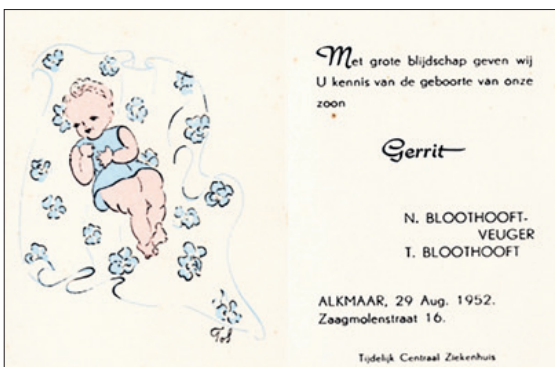 Met grote blijdschap geven wij
U kennis van de geboorte van onze
zoon
Gerrit
N. BLOOTHOOFT-
VEUGER
T. BLOOTHOOFT
ALKMAAR, 29 Aug. 1952.
Zaagmolenstraat 16.
Tijdelijk Centraal Ziekenhuis